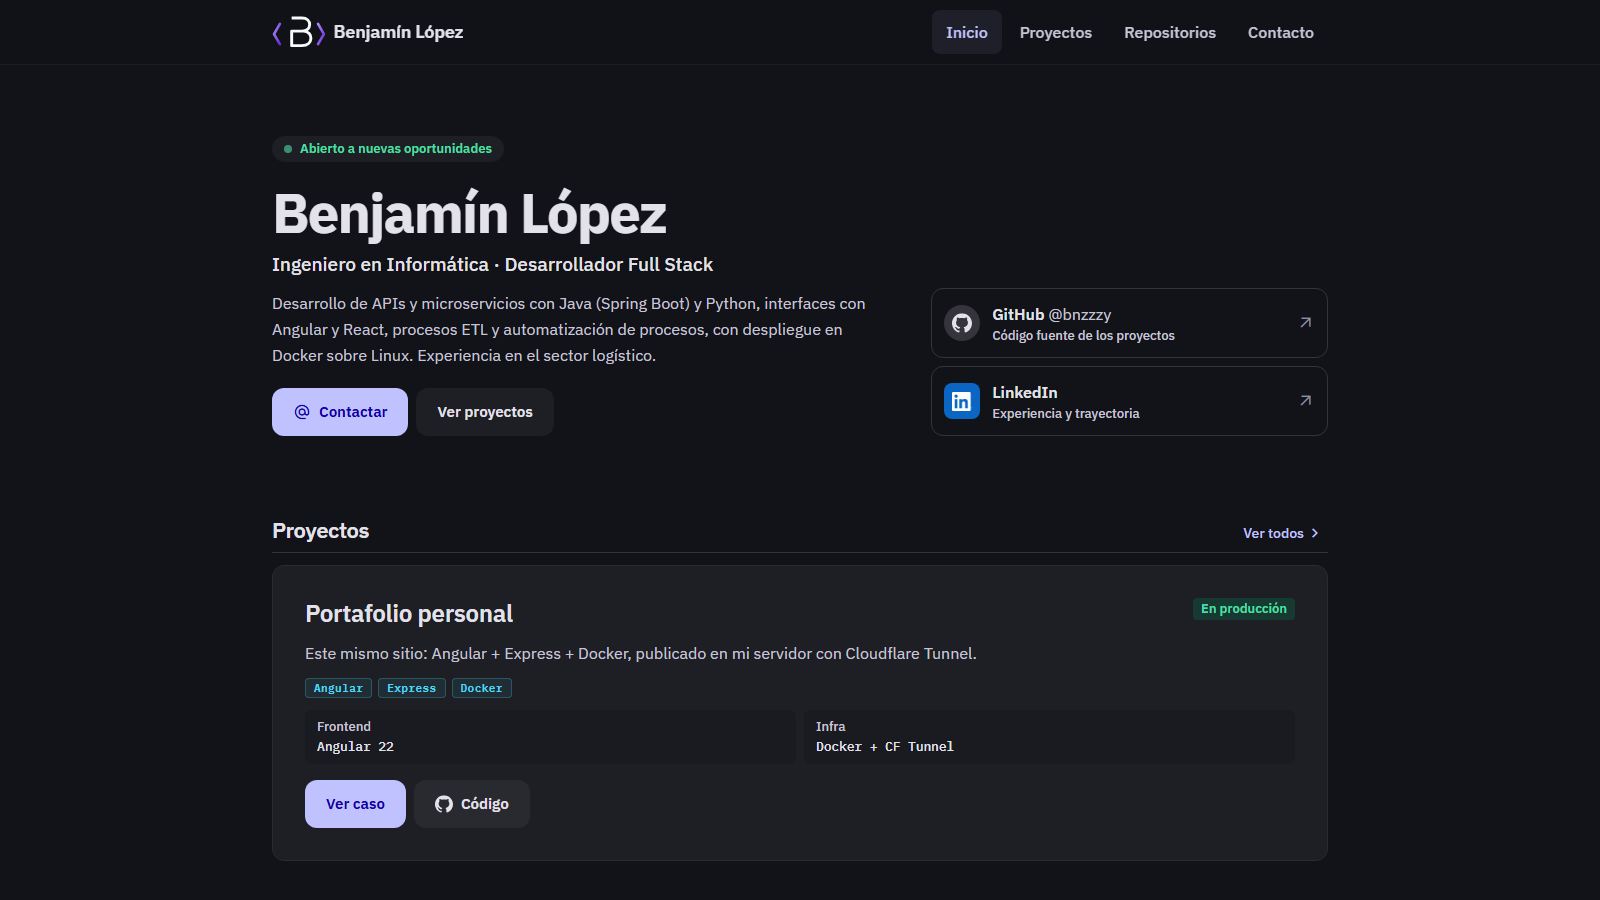 B Benjamín López
Inicio Proyectos Repositorios Contacto
Abierto a nuevas oportunidades
Benjamín López
Ingeniero en Informática · Desarrollador Full Stack
Desarrollo de APIs y microservicios con Java (Spring Boot) y Python, interfaces con
Angular y React, procesos ETL y automatización de procesos, con despliegue en
Docker sobre Linux. Experiencia en el sector logístico.
Contactar
Ver proyectos
GitHub @bnzzzy
Código fuente de los proyectos
in
LinkedIn
Experiencia y trayectoria
Proyectos
Ver todos
Portafolio personal
En producción
Este mismo sitio: Angular + Express + Docker, publicado en mi servidor con Cloudflare Tunnel.
Angular Express Docker
Frontend
Angular 22
Infra
Docker + CF Tunnel
Ver caso
Código